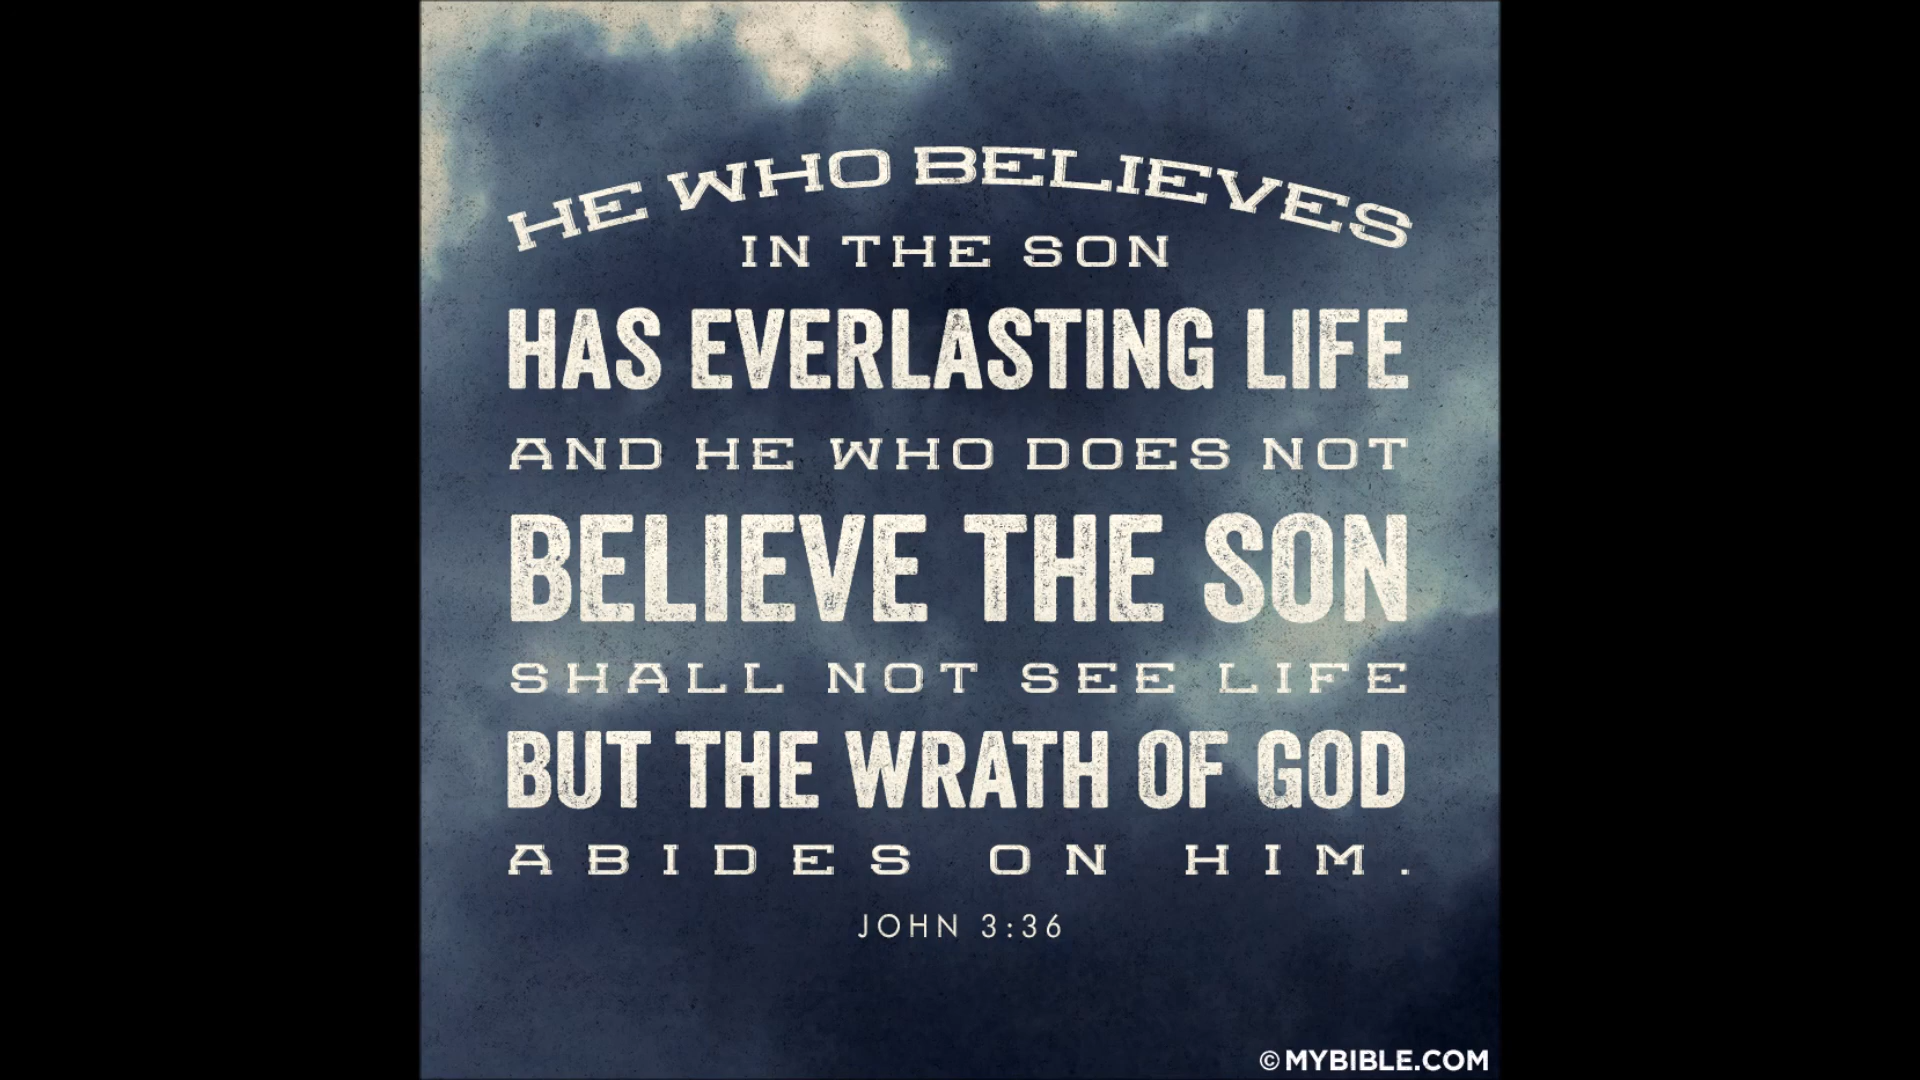 HE WHO BELIEVES
IN THE SON
HAS EVERLASTING LIFE
AND HE WHO DOES NOT
BELIEVE THE SON
SHALL NOT SEE LIFE
BUT THE WRATH OF GOD
ABIDES ON HIM.
JOHN 3:36
© MYBIBLE.COM